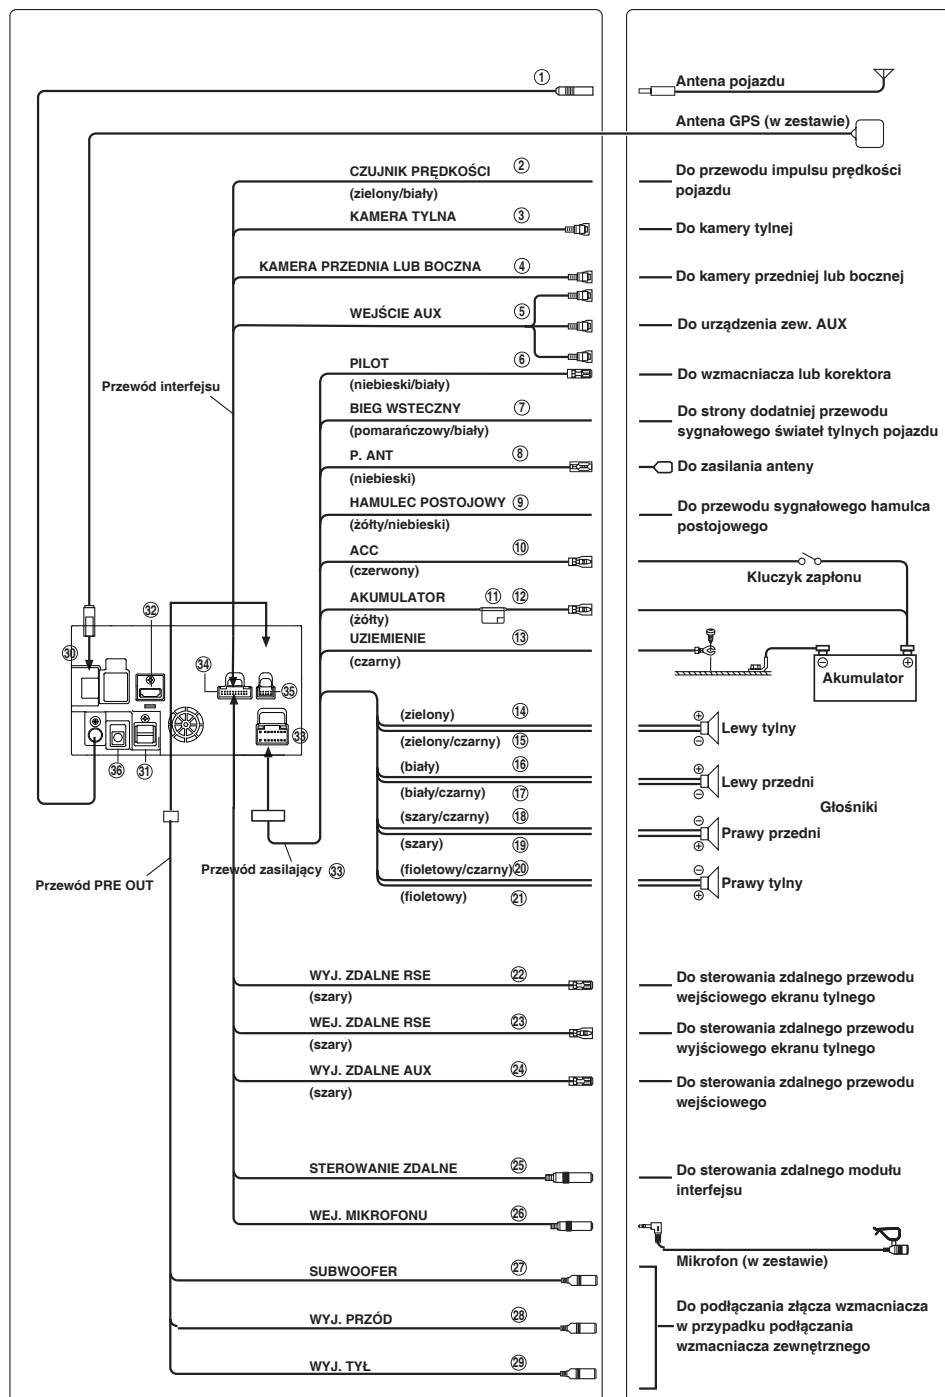 ① Antena pojazdu
Antena GPS (w zestawie)
CZUJNIK PRĘDKOŚCI ② Do przewodu impulsu prędkości
(zielony/biały) pojazdu
KAMERA TYLNA ③ Do kamery tylnej
KAMERA PRZEDNIA LUB BOCZNA ④ Do kamery przedniej lub bocznej
WEJŚCIE AUX ⑤ Do urządzenia zew. AUX
PILOT ⑥ Do wzmacniacza lub korektora
Przewód interfejsu
(niebieski/biały)
BIEG WSTECZNY ⑦ Do strony dodatniej przewodu
(pomarańczowy/biały) sygnałowego świateł tylnych pojazdu
P. ANT ⑧ Do zasilania anteny
(niebieski)
HAMULEC POSTOJOWY ⑨ Do przewodu sygnałowego hamulca
(żółty/niebieski) postojowego
ACC ⑩
(czerwony) Kluczyk zapłonu
AKUMULATOR ⑪ ⑫
(żółty)
UZIEMIENIE ⑬
(czarny)
⊖ ⊕
Akumulator
㉚ ㉜ ㉞ ㉟ ㉝ ㊱ ㉛
(zielony) ⑭ ⊕
Lewy tylny
(zielony/czarny) ⑮ ⊖
(biały) ⑯ ⊕
Lewy przedni
(biały/czarny) ⑰ ⊖
Głośniki
(szary/czarny) ⑱ ⊖
Prawy przedni
(szary) ⑲ ⊕
Przewód PRE OUT
Przewód zasilający ㉝
(fioletowy/czarny) ⑳ ⊖
Prawy tylny
(fioletowy) ㉑ ⊕
WYJ. ZDALNE RSE ㉒ Do sterowania zdalnego przewodu
(szary) wejściowego ekranu tylnego
WEJ. ZDALNE RSE ㉓ Do sterowania zdalnego przewodu
(szary) wyjściowego ekranu tylnego
WYJ. ZDALNE AUX ㉔ Do sterowania zdalnego przewodu
(szary) wejściowego
STEROWANIE ZDALNE ㉕ Do sterowania zdalnego modułu
interfejsu
WEJ. MIKROFONU ㉖
Mikrofon (w zestawie)
SUBWOOFER ㉗
WYJ. PRZÓD ㉘ Do podłączania złącza wzmacniacza
w przypadku podłączania
wzmacniacza zewnętrznego
WYJ. TYŁ ㉙